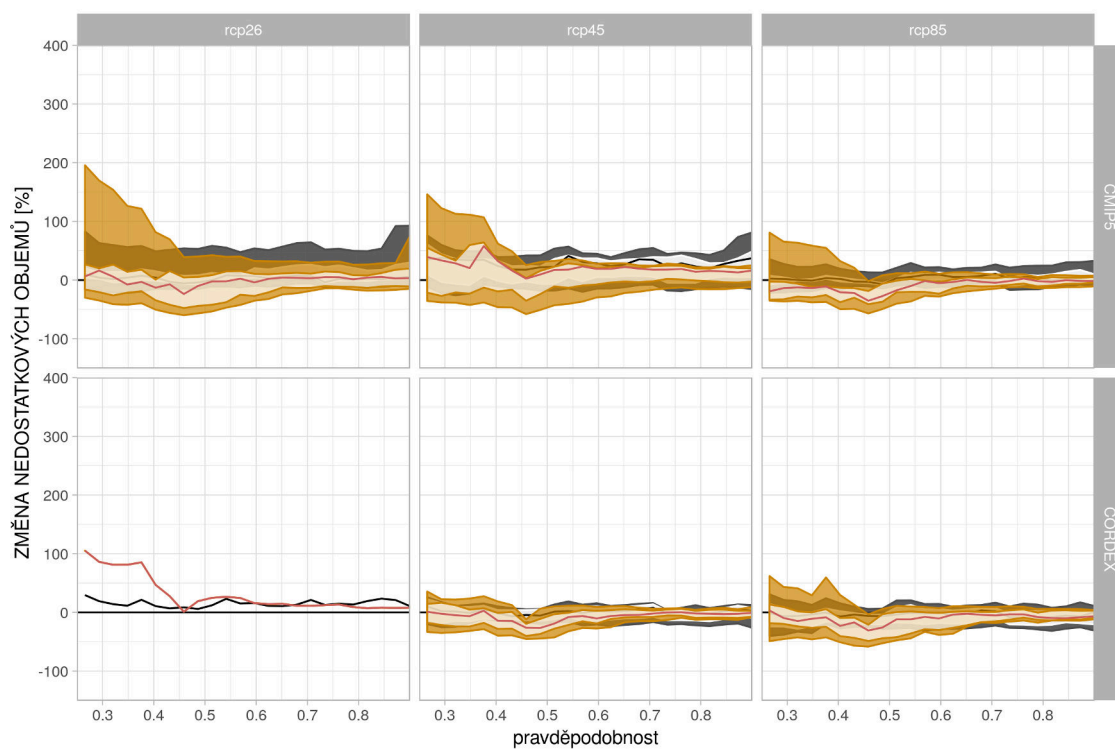 rcp26 rcp45 rcp85
400
300
200
100
0
-100
CMIP5
400
300
200
100
0
-100
CORDEX
ZMĚNA NEDOSTATKOVÝCH OBJEMŮ [%]
0.3 0.4 0.5 0.6 0.7 0.8 0.3 0.4 0.5 0.6 0.7 0.8 0.3 0.4 0.5 0.6 0.7 0.8
pravděpodobnost